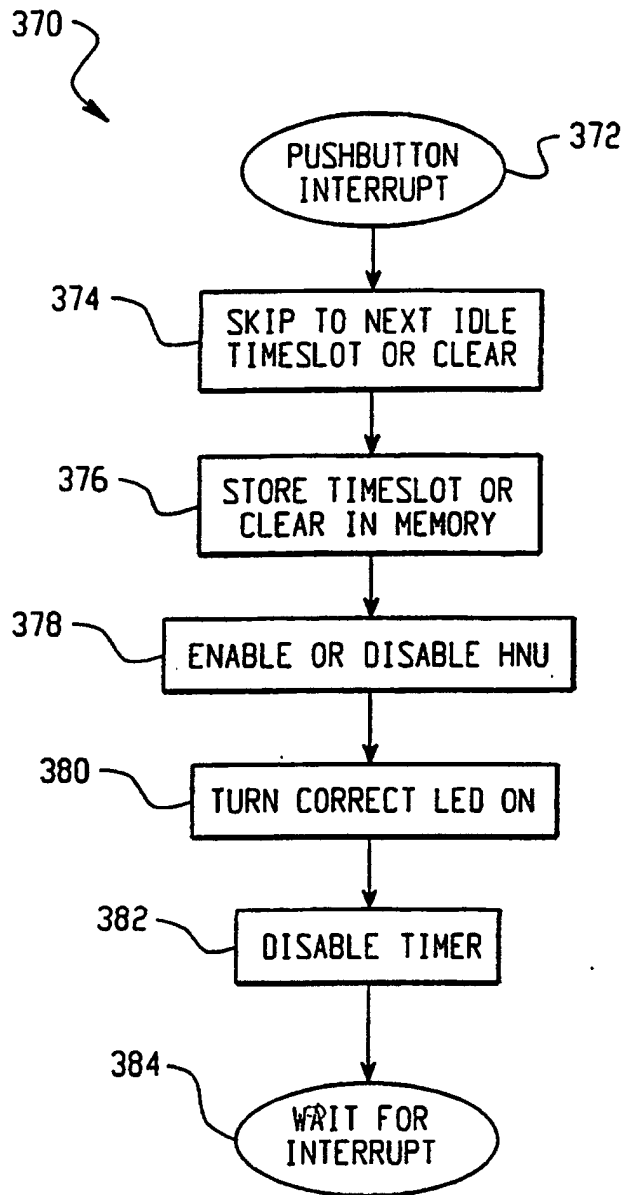 370
PUSHBUTTON
INTERRUPT
372
374
SKIP TO NEXT IDLE
TIMESLOT OR CLEAR
376
STORE TIMESLOT OR
CLEAR IN MEMORY
378
ENABLE OR DISABLE HNU
380
TURN CORRECT LED ON
382
DISABLE TIMER
384
WAIT FOR
INTERRUPT